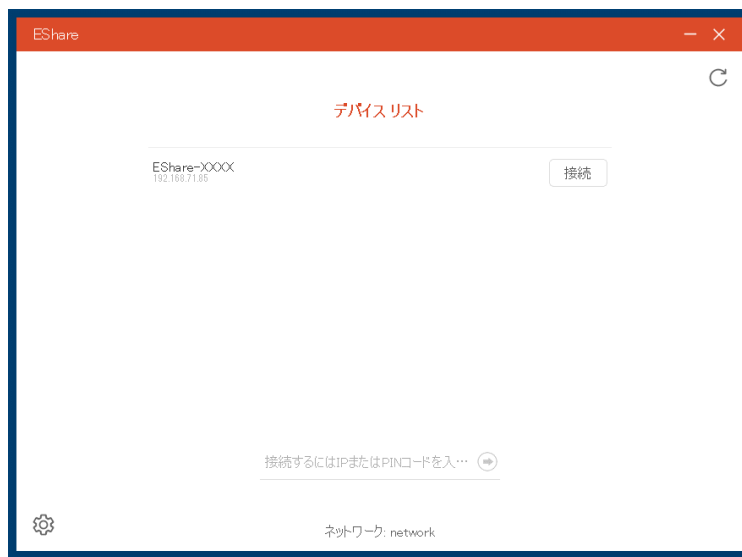 EShare
デバイス リスト
EShare-XXXX
192.168.71.85
接続
接続するにはIPまたはPINコードを入…
ネットワーク: network